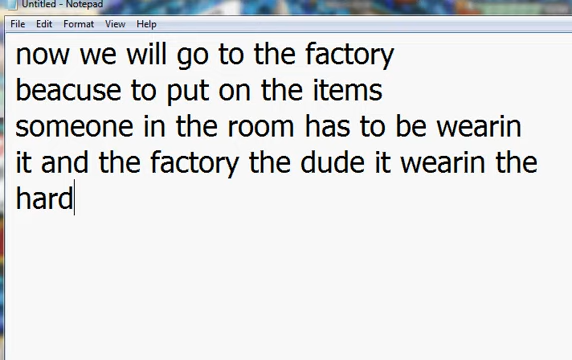 Untitled - Notepad
File Edit Format View Help
now we will go to the factory
beacuse to put on the items
someone in the room has to be wearin
it and the factory the dude it wearin the
hard